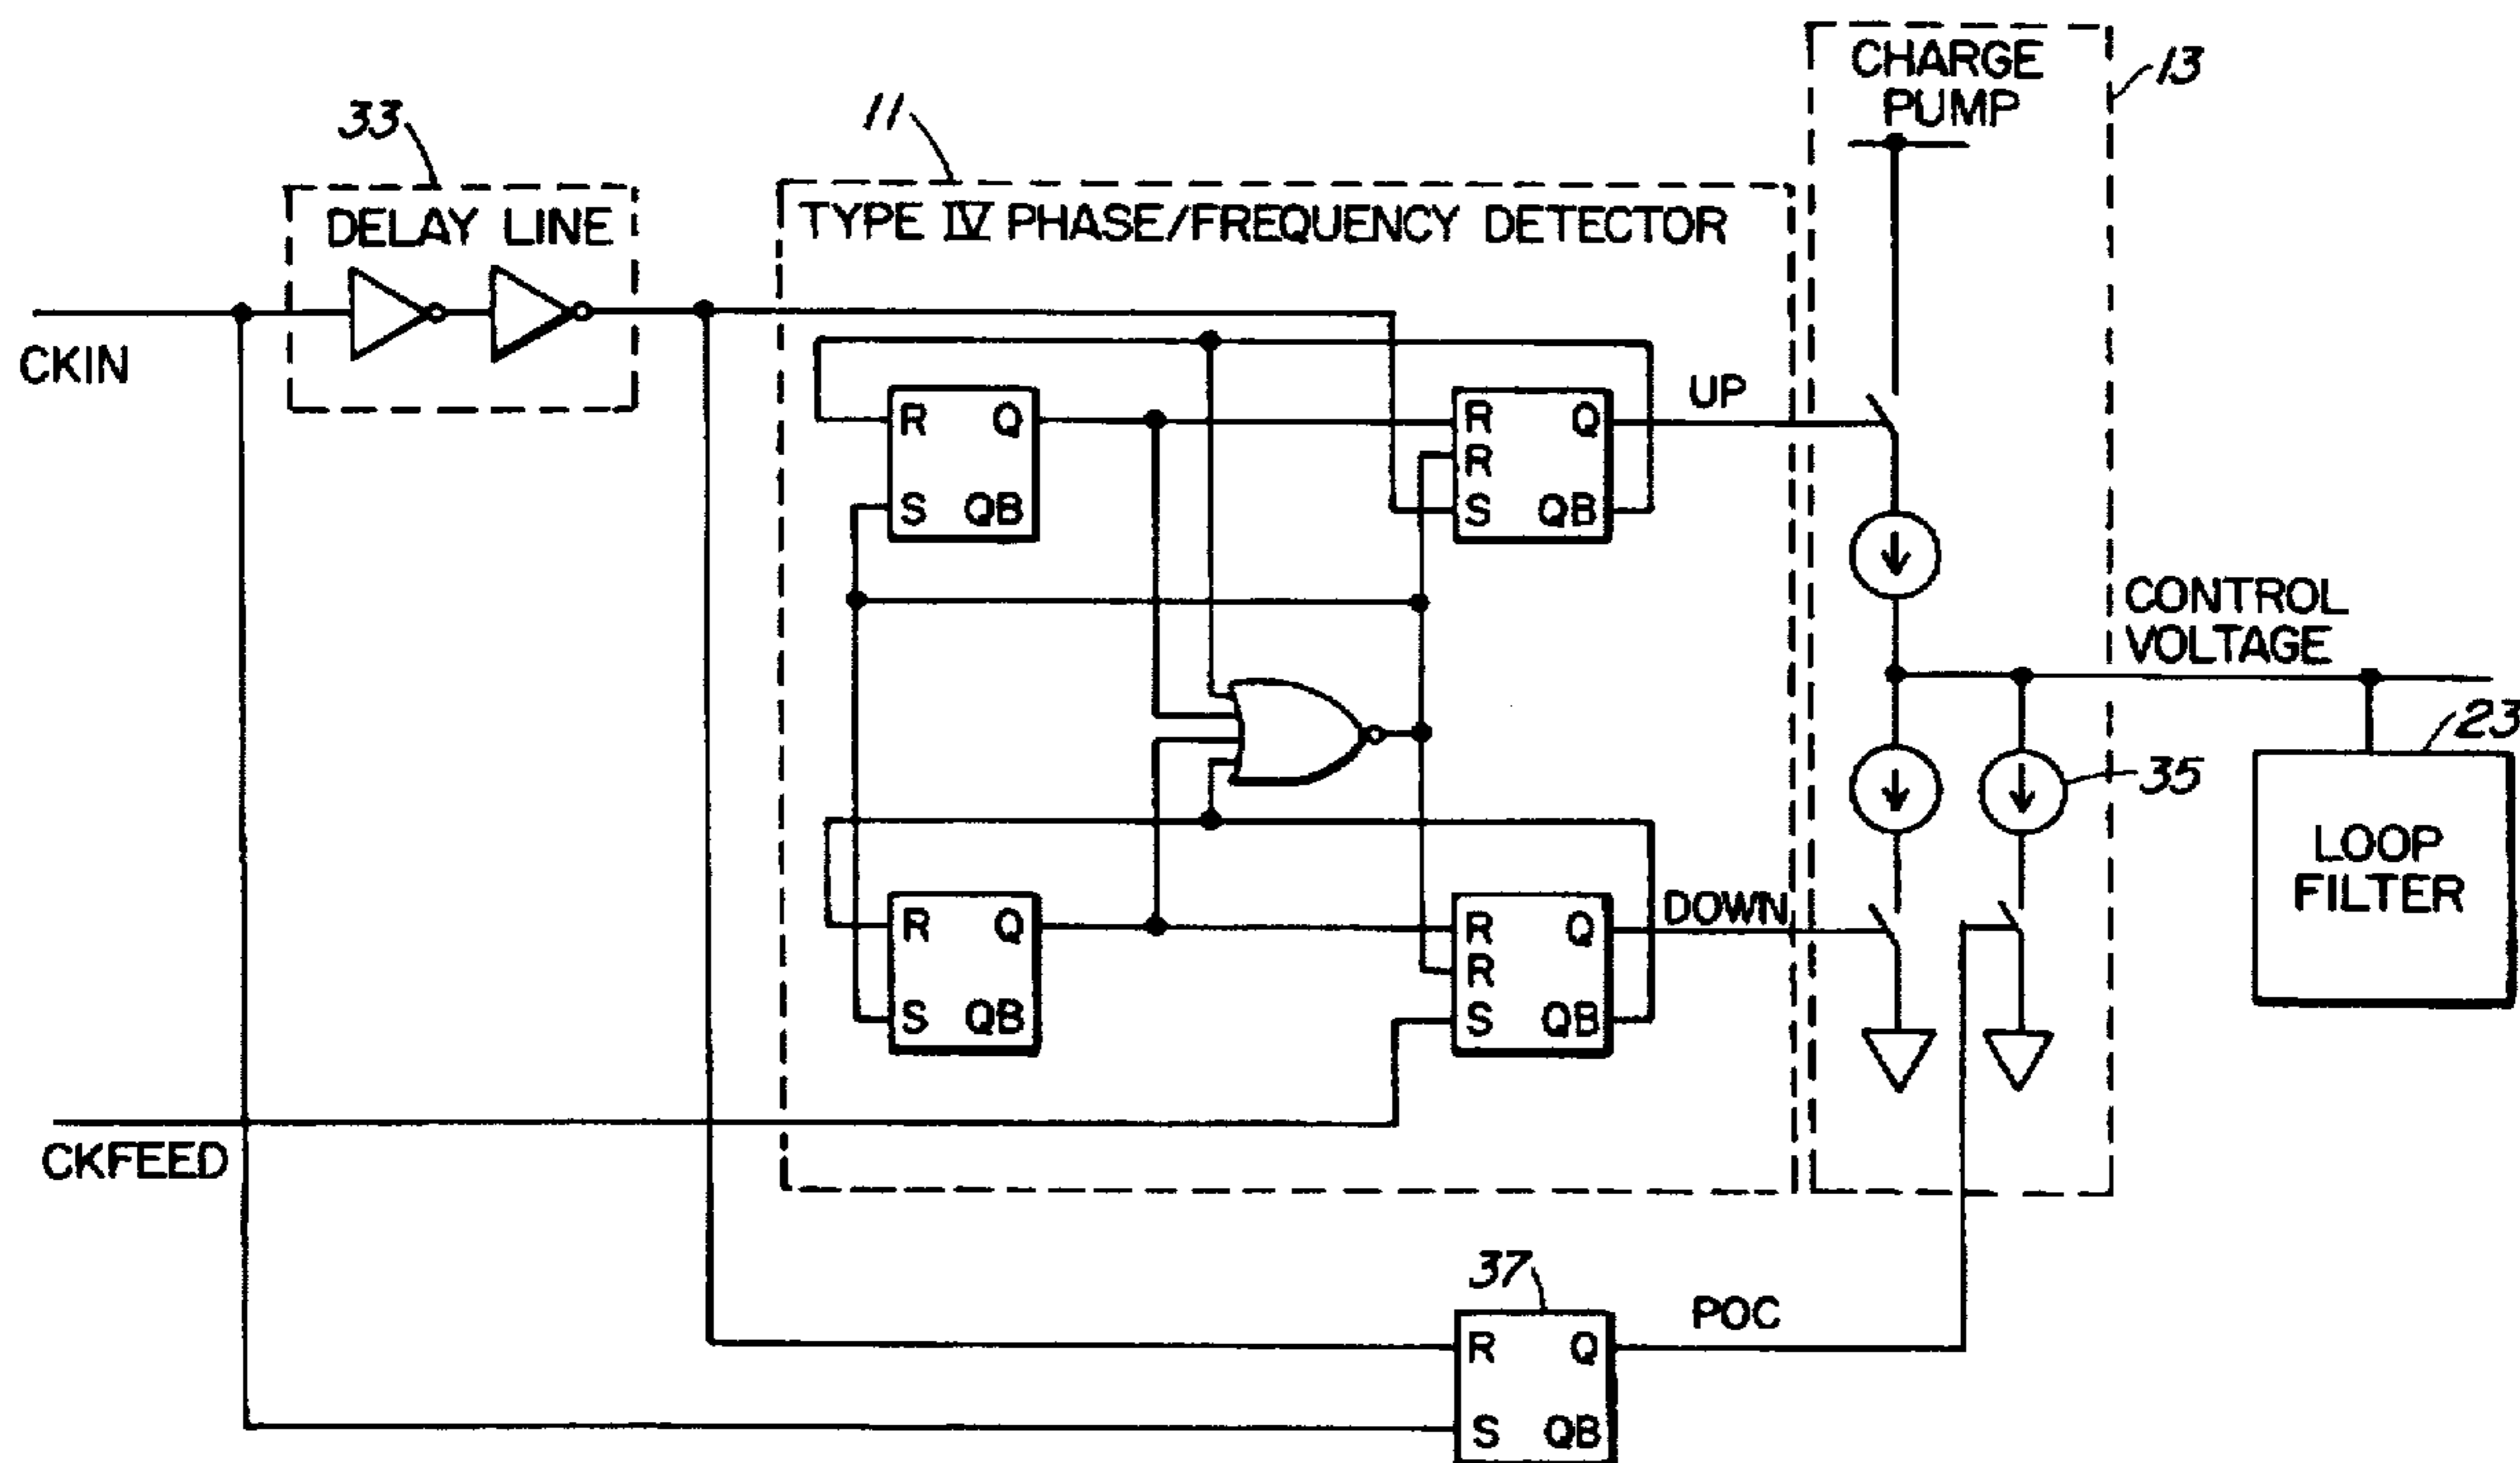 CHARGE
PUMP
13
33
11
DELAY LINE
TYPE IV PHASE/FREQUENCY DETECTOR
CKIN
UP
R Q
R Q
R
S QB
S QB
CONTROL
VOLTAGE
23
35
LOOP
FILTER
DOWN
R Q
R Q
R
S QB
S QB
CKFEED
37
POC
R Q
S QB